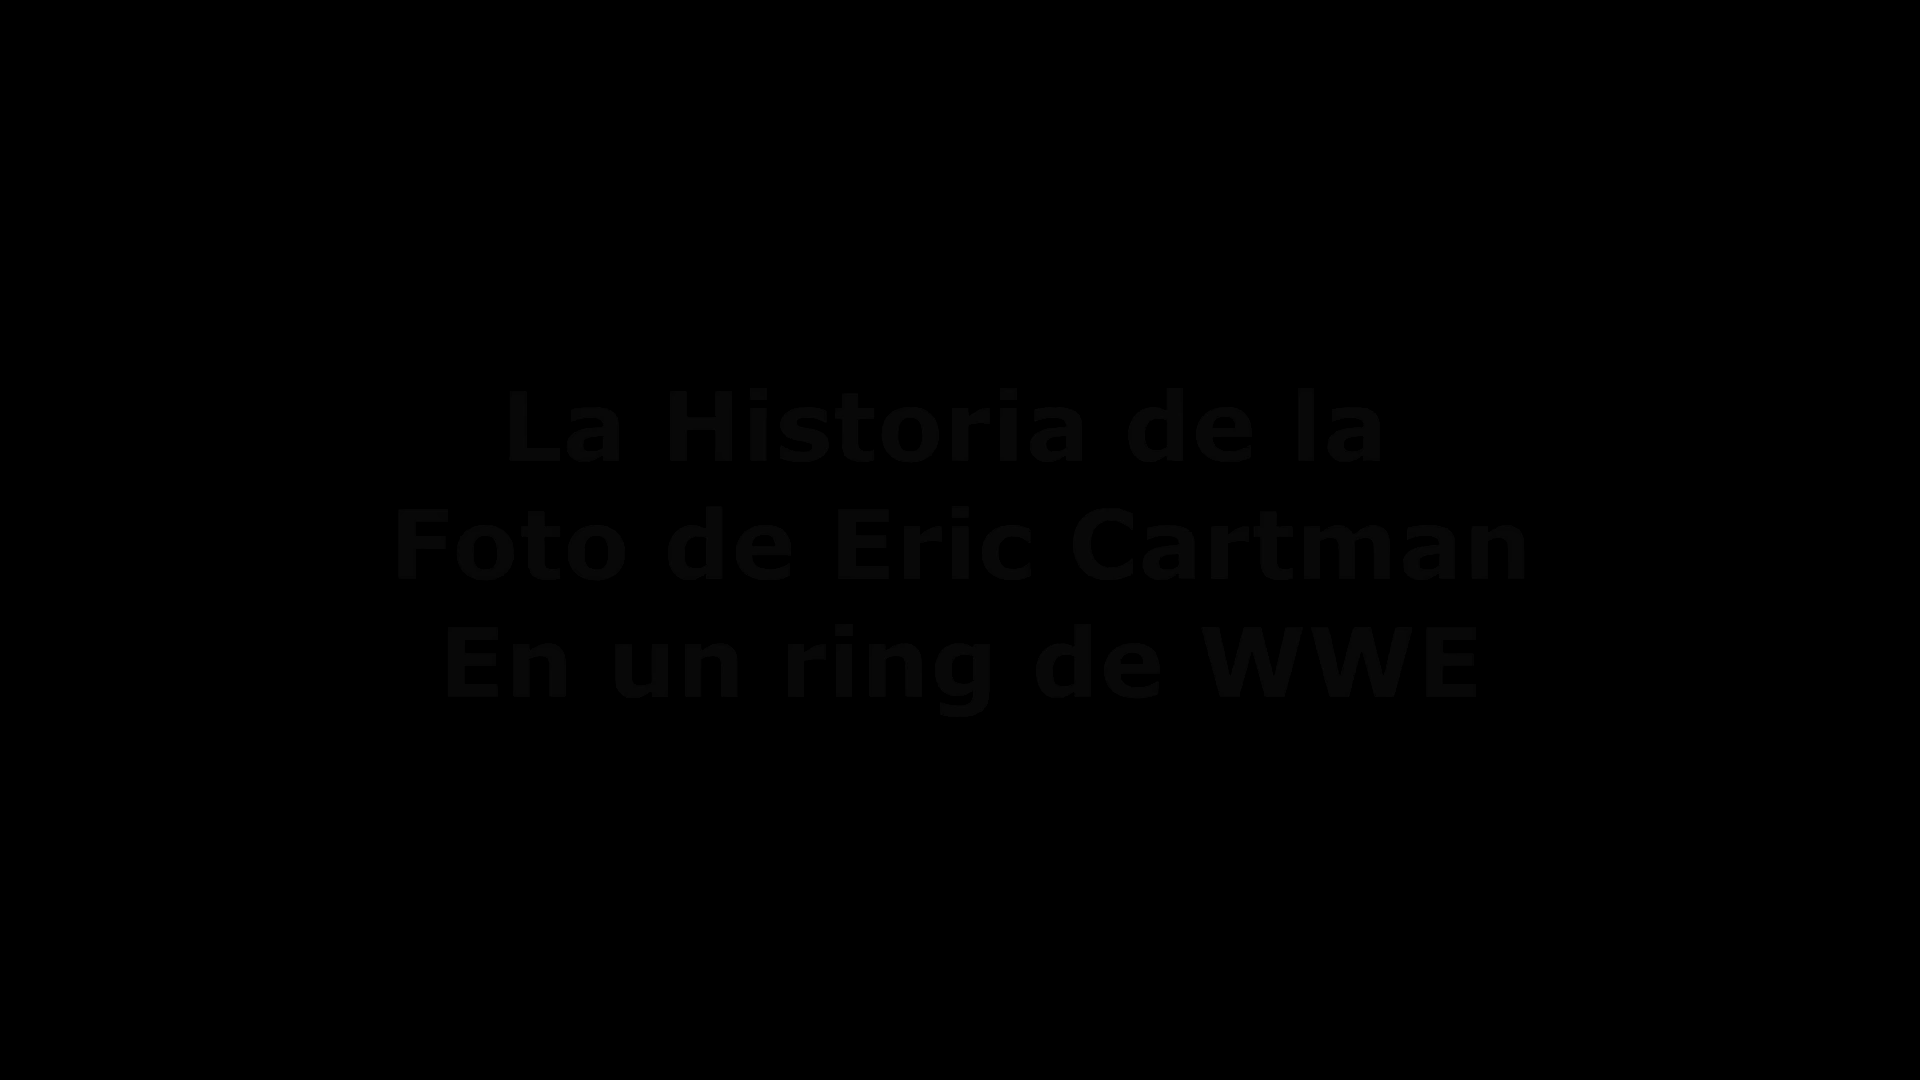 La Historia de la
Foto de Eric Cartman
En un ring de WWE